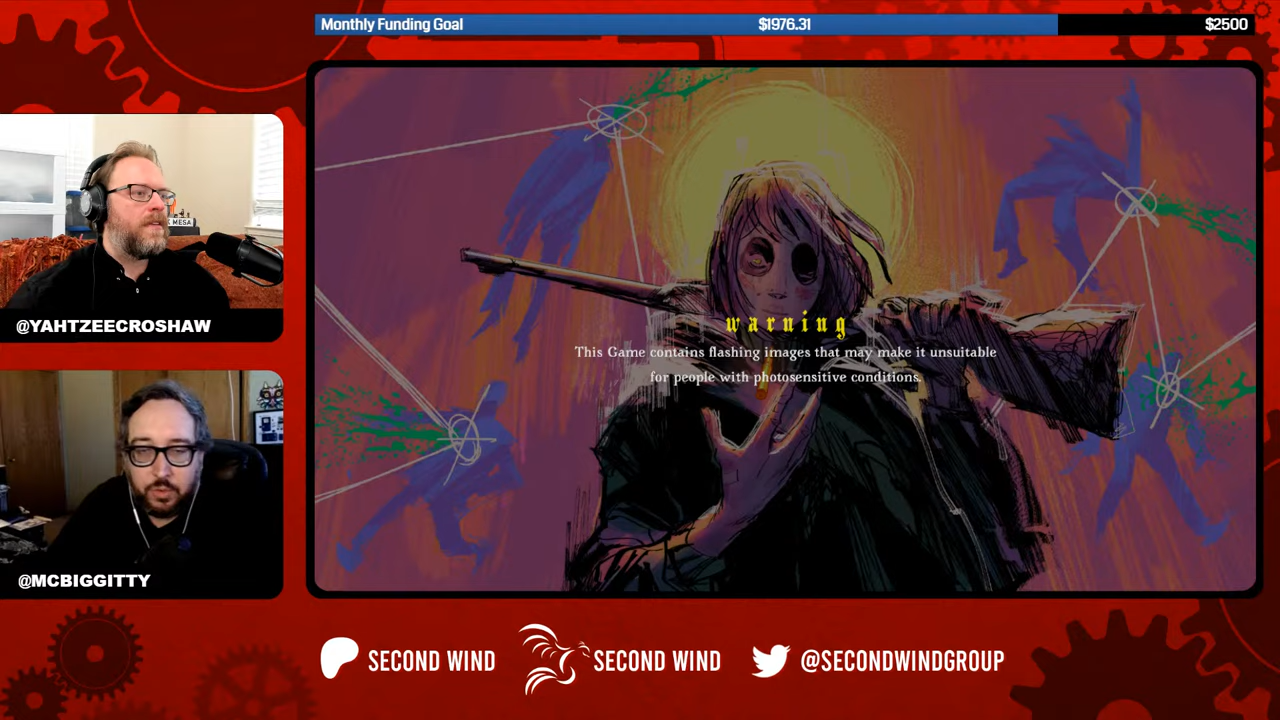 Monthly Funding Goal $1976.31 $2500
K MESA
@YAHTZEECROSHAW
warning
This Game contains flashing images that may make it unsuitable
for people with photosensitive conditions.
@MCBIGGITTY
SECOND WIND SECOND WIND @SECONDWINDGROUP